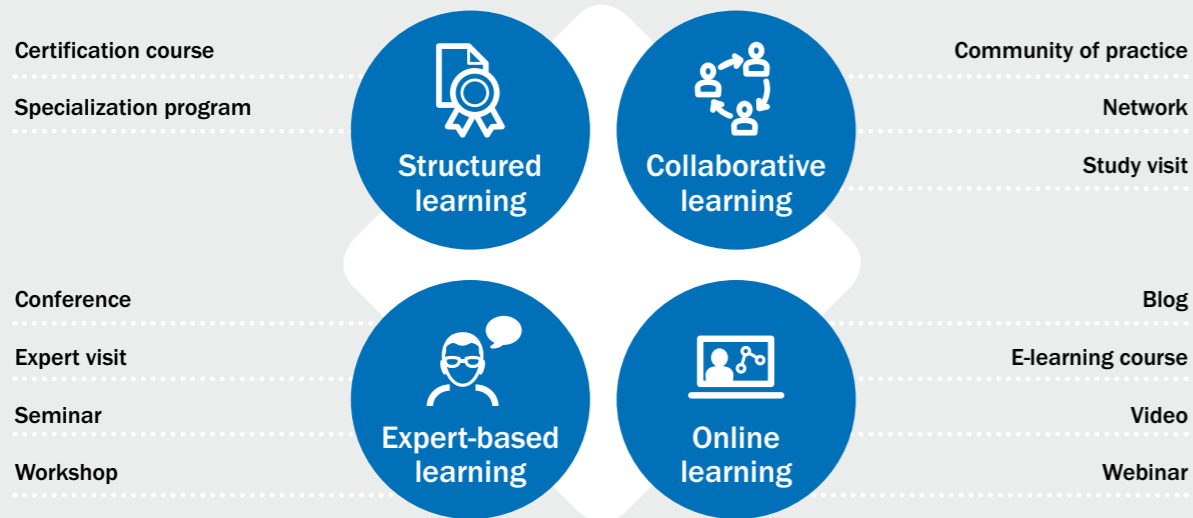 Certification course
Specialization program
Structured
learning
Collaborative
learning
Community of practice
Network
Study visit
Conference
Expert visit
Seminar
Workshop
Expert-based
learning
Online
learning
Blog
E-learning course
Video
Webinar